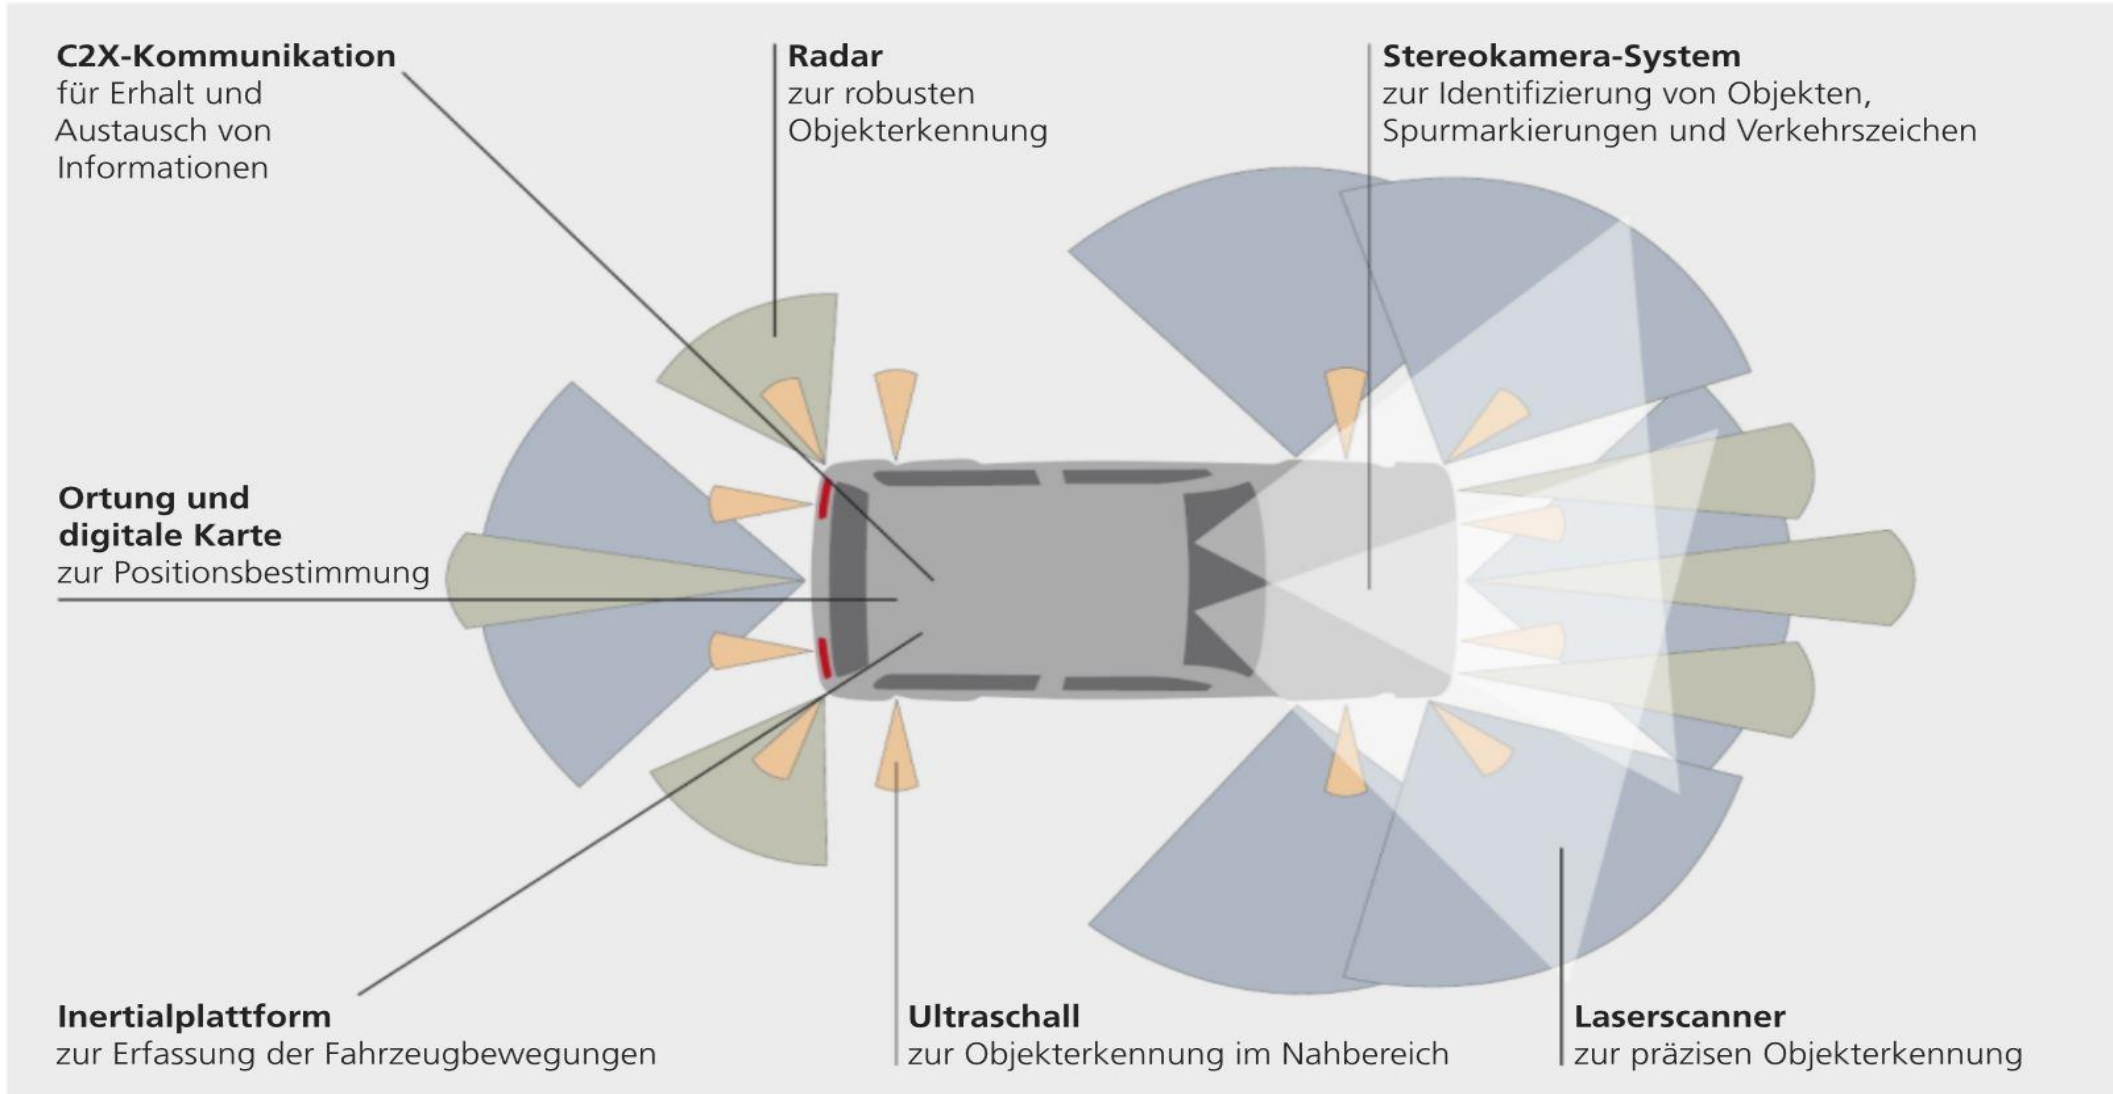 C2X-Kommunikation
für Erhalt und
Austausch von
Informationen
Radar
zur robusten
Objekterkennung
Stereokamera-System
zur Identifizierung von Objekten,
Spurmarkierungen und Verkehrszeichen
Ortung und
digitale Karte
zur Positionsbestimmung
Inertialplattform
zur Erfassung der Fahrzeugbewegungen
Ultraschall
zur Objekterkennung im Nahbereich
Laserscanner
zur präzisen Objekterkennung